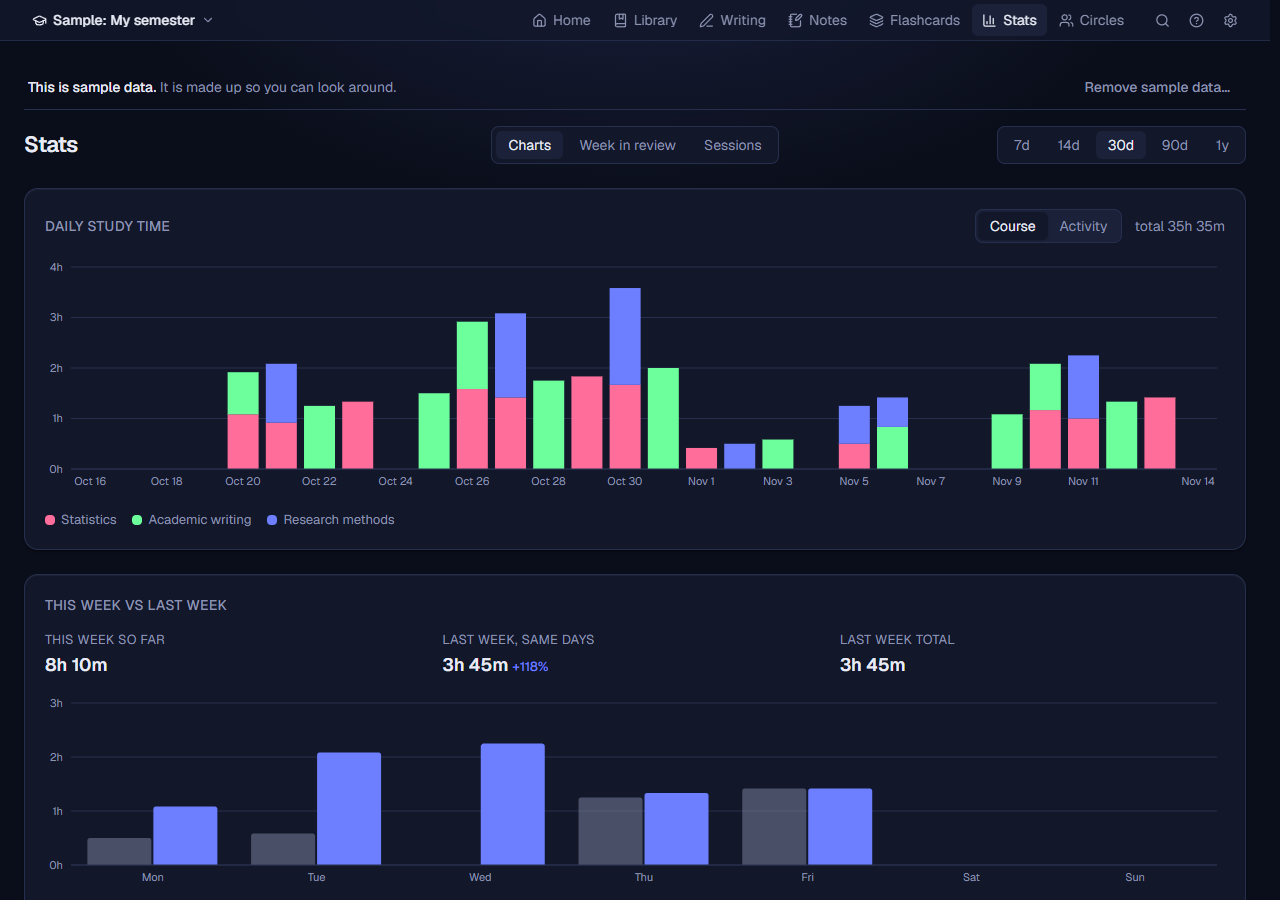 Sample: My semester
Home Library Writing Notes Flashcards Stats Circles
This is sample data. It is made up so you can look around.
Remove sample data...
Stats
Charts Week in review Sessions
7d 14d 30d 90d 1y
DAILY STUDY TIME
Course Activity total 35h 35m
4h
3h
2h
1h
0h
Oct 16 Oct 18 Oct 20 Oct 22 Oct 24 Oct 26 Oct 28 Oct 30 Nov 1 Nov 3 Nov 5 Nov 7 Nov 9 Nov 11 Nov 14
Statistics Academic writing Research methods
THIS WEEK VS LAST WEEK
THIS WEEK SO FAR LAST WEEK, SAME DAYS LAST WEEK TOTAL
8h 10m 3h 45m +118% 3h 45m
3h
2h
1h
0h
Mon Tue Wed Thu Fri Sat Sun